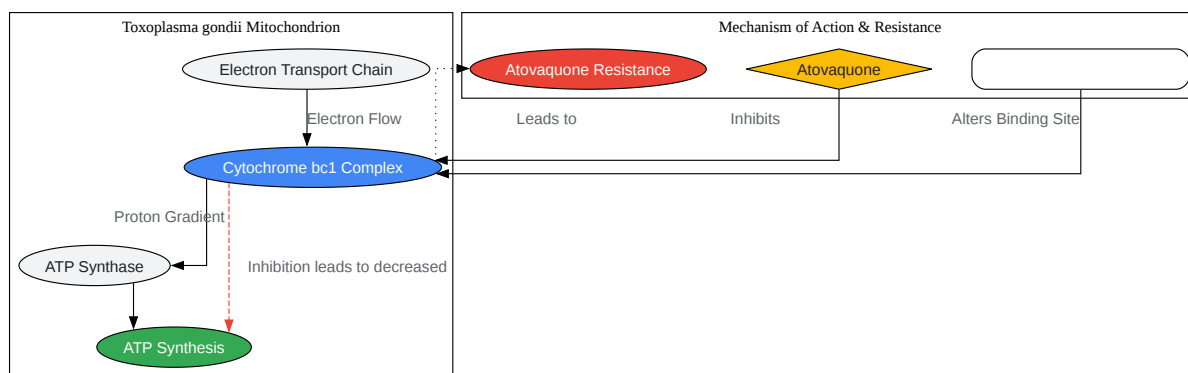 Toxoplasma gondii Mitochondrion
Mechanism of Action & Resistance
Electron Transport Chain
Atovaquone Resistance
Atovaquone
Electron Flow
Leads to
Inhibits
Alters Binding Site
Cytochrome bc1 Complex
Proton Gradient
ATP Synthase
Inhibition leads to decreased
ATP Synthesis